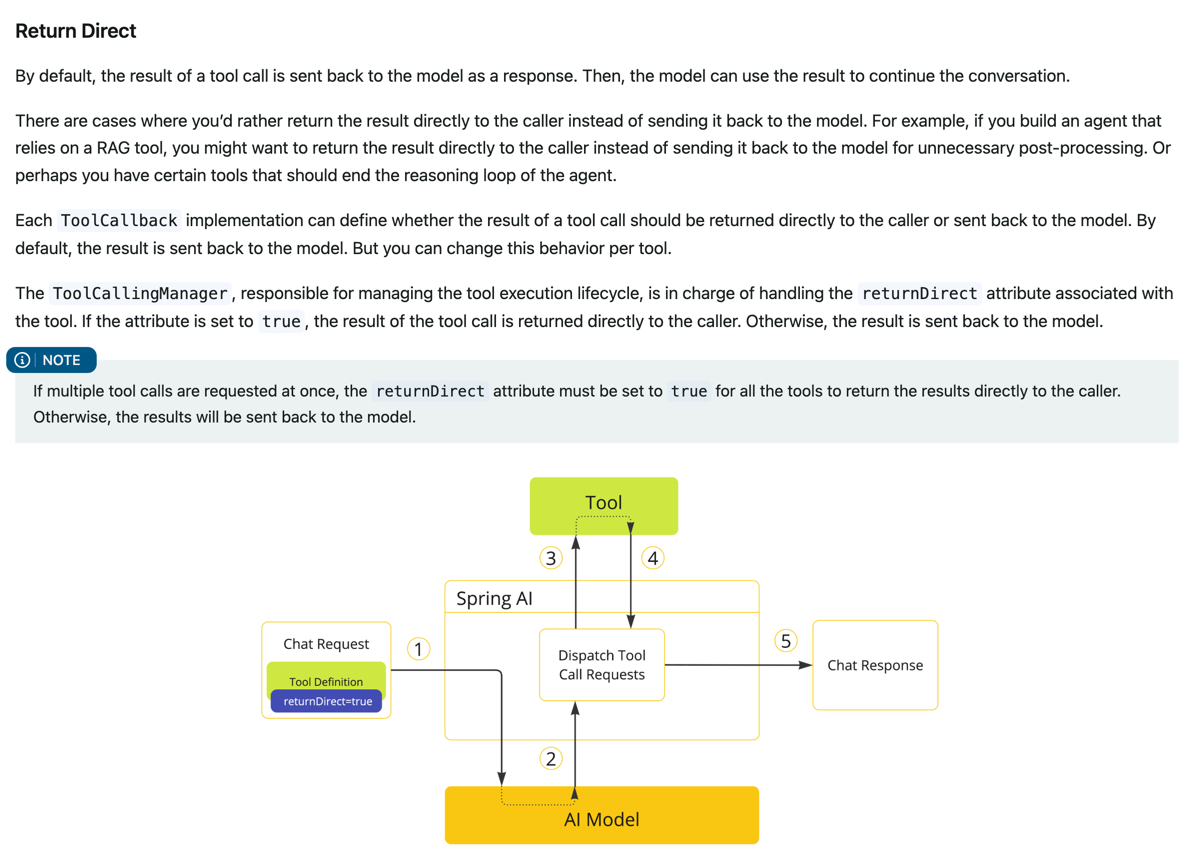 Return Direct
By default, the result of a tool call is sent back to the model as a response. Then, the model can use the result to continue the conversation.
There are cases where you’d rather return the result directly to the caller instead of sending it back to the model. For example, if you build an agent that
relies on a RAG tool, you might want to return the result directly to the caller instead of sending it back to the model for unnecessary post-processing. Or
perhaps you have certain tools that should end the reasoning loop of the agent.
Each ToolCallback implementation can define whether the result of a tool call should be returned directly to the caller or sent back to the model. By
default, the result is sent back to the model. But you can change this behavior per tool.
The ToolCallingManager, responsible for managing the tool execution lifecycle, is in charge of handling the returnDirect attribute associated with
the tool. If the attribute is set to true, the result of the tool call is returned directly to the caller. Otherwise, the result is sent back to the model.
NOTE
If multiple tool calls are requested at once, the returnDirect attribute must be set to true for all the tools to return the results directly to the caller.
Otherwise, the results will be sent back to the model.
Tool
3
4
Spring AI
Chat Request
Tool Definition
returnDirect=true
1
Dispatch Tool
Call Requests
5
Chat Response
2
AI Model